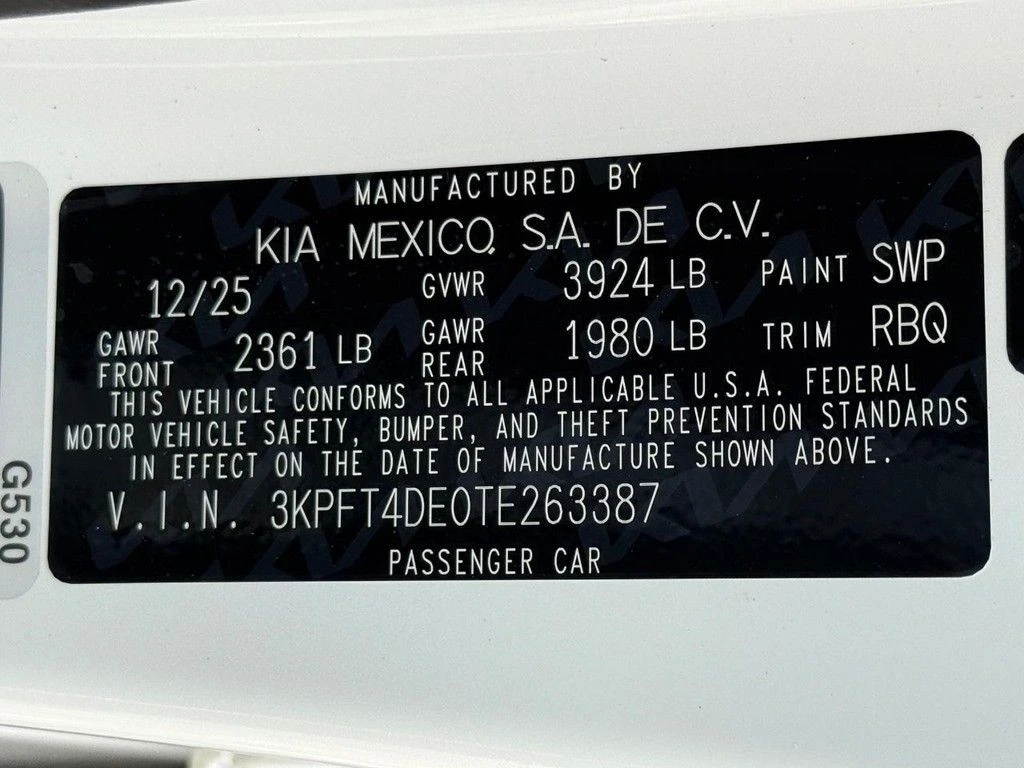 MANUFACTURED BY
KIA MEXICO, S.A. DE C.V.
12/25 GVWR 3924 LB PAINT SWP
GAWR FRONT 2361 LB GAWR REAR 1980 LB TRIM RBQ
THIS VEHICLE CONFORMS TO ALL APPLICABLE U.S.A. FEDERAL
MOTOR VEHICLE SAFETY, BUMPER, AND THEFT PREVENTION STANDARDS
IN EFFECT ON THE DATE OF MANUFACTURE SHOWN ABOVE.
V.I.N. 3KPFT4DE0TE263387
PASSENGER CAR
G530